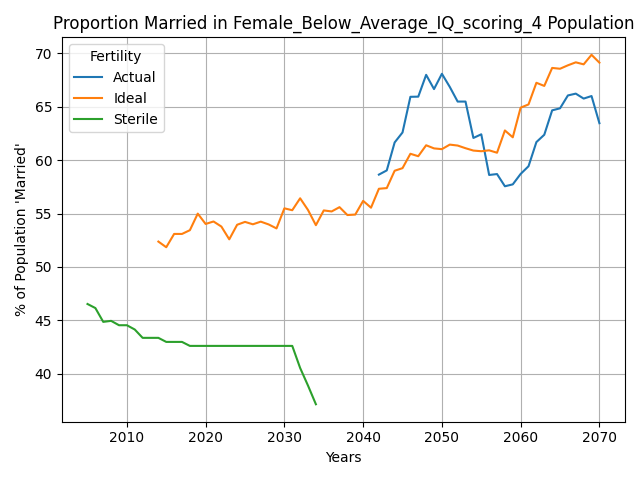 Proportion Married in Female_Below_Average_IQ_scoring_4 Population
% of Population 'Married'
Fertility
Actual
Ideal
Sterile
70
65
60
55
50
45
40
2010 2020 2030 2040 2050 2060 2070
Years